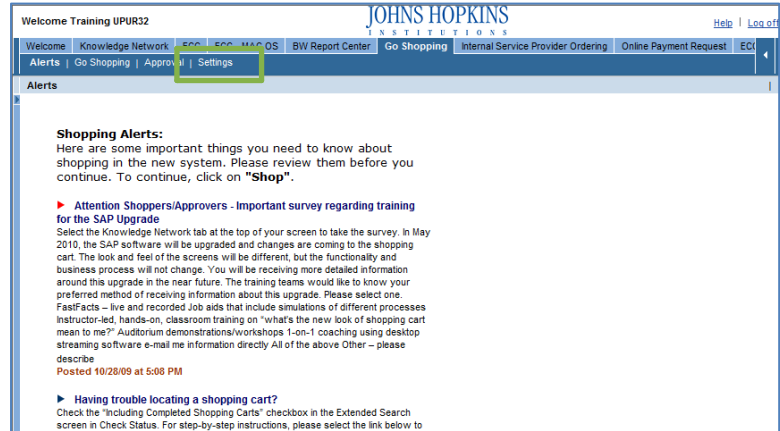 Welcome Training UPUR32
JOHNS HOPKINS
INSTITUTIONS
Help | Log off
Welcome Knowledge Network ECC ECC - MAC OS BW Report Center Go Shopping Internal Service Provider Ordering Online Payment Request
Alerts | Go Shopping | Approval | Settings
Alerts
Shopping Alerts:
Here are some important things you need to know about
shopping in the new system. Please review them before you
continue. To continue, click on "Shop".
Attention Shoppers/Approvers - Important survey regarding training
for the SAP Upgrade
Select the Knowledge Network tab at the top of your screen to take the survey. In May
2010, the SAP software will be upgraded and changes are coming to the shopping
cart. The look and feel of the screens will be different, but the functionality and
business process will not change. You will be receiving more detailed information
around this upgrade in the near future. The training teams would like to know your
preferred method of receiving information about this upgrade. Please select one.
FastFacts – live and recorded Job aids that include simulations of different processes
Instructor-led, hands-on, classroom training on "what's the new look of shopping cart
mean to me?" Auditorium demonstrations/workshops 1-on-1 coaching using desktop
streaming software e-mail me information directly All of the above Other – please
describe
Posted 10/28/09 at 5:08 PM
Having trouble locating a shopping cart?
Check the "Including Completed Shopping Carts" checkbox in the Extended Search
screen in Check Status. For step-by-step instructions, please select the link below to